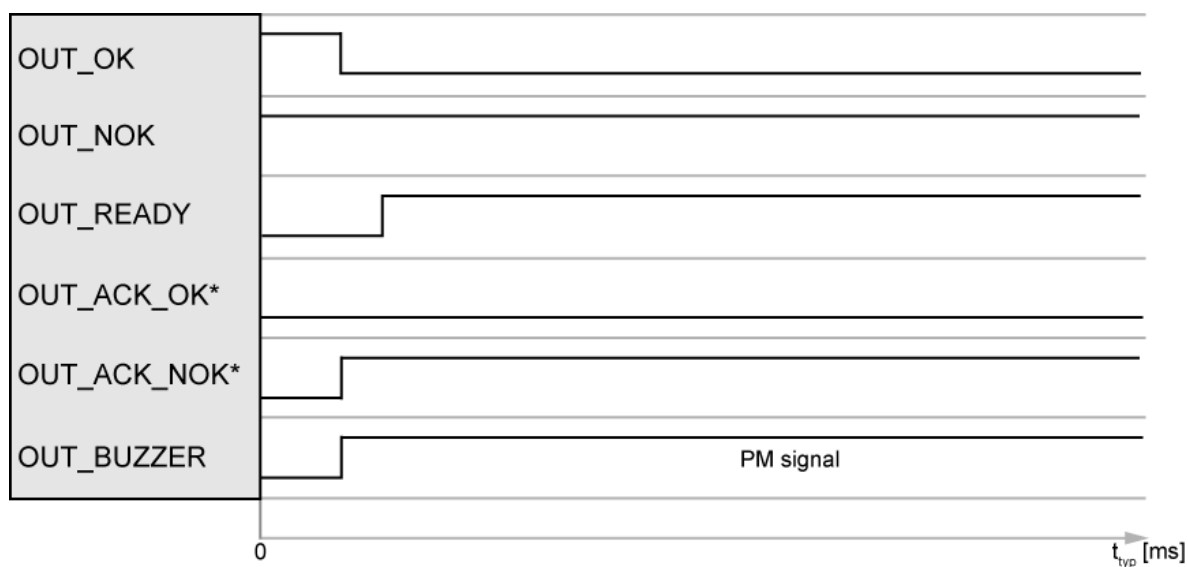 OUT_OK
OUT_NOK
OUT_READY
OUT_ACK_OK*
OUT_ACK_NOK*
OUT_BUZZER
PM signal
0
t_typ [ms]